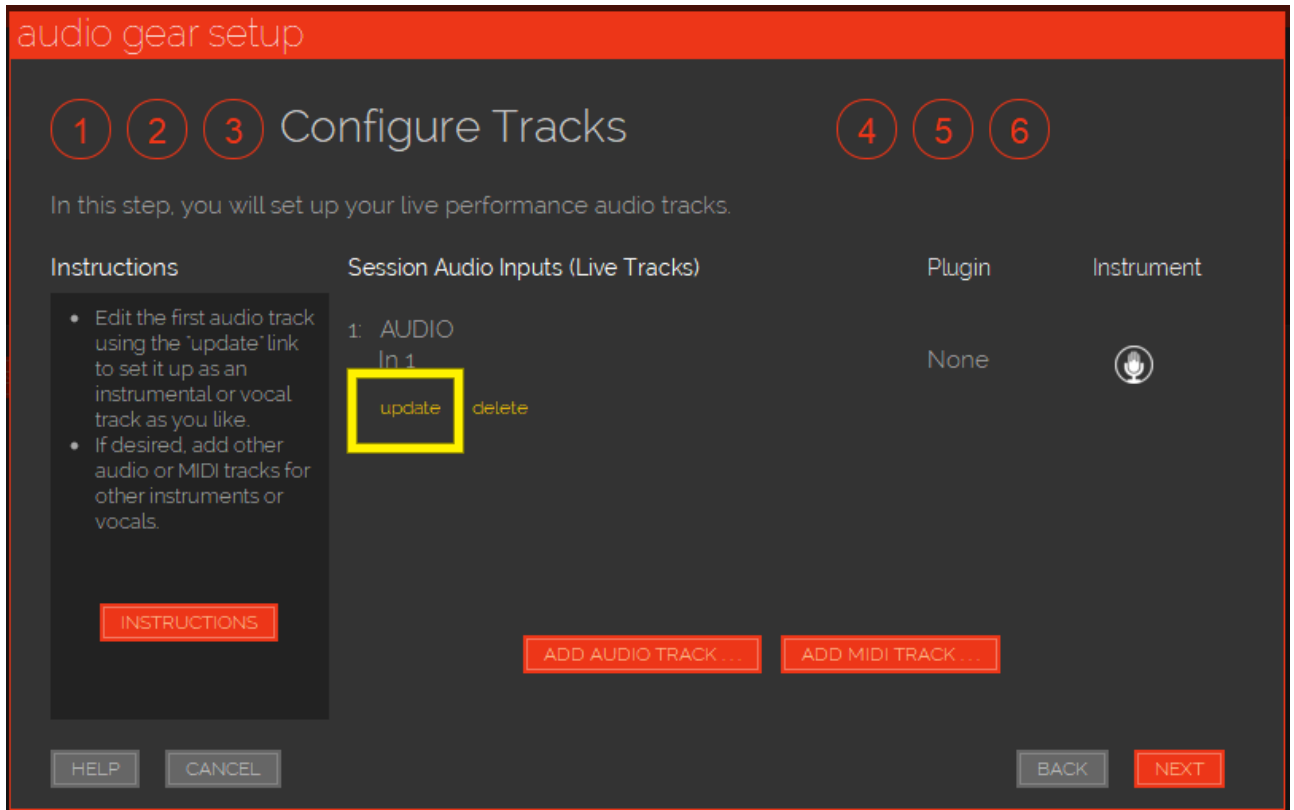 audio gear setup
1 2 3 Configure Tracks 4 5 6
In this step, you will set up your live performance audio tracks.
Instructions
• Edit the first audio track
using the "update" link
to set it up as an
instrumental or vocal
track as you like.
• If desired, add other
audio or MIDI tracks for
other instruments or
vocals.
INSTRUCTIONS
Session Audio Inputs (Live Tracks) Plugin Instrument
1: AUDIO
In 1 None
update delete
ADD AUDIO TRACK . . . ADD MIDI TRACK . . .
HELP CANCEL BACK NEXT